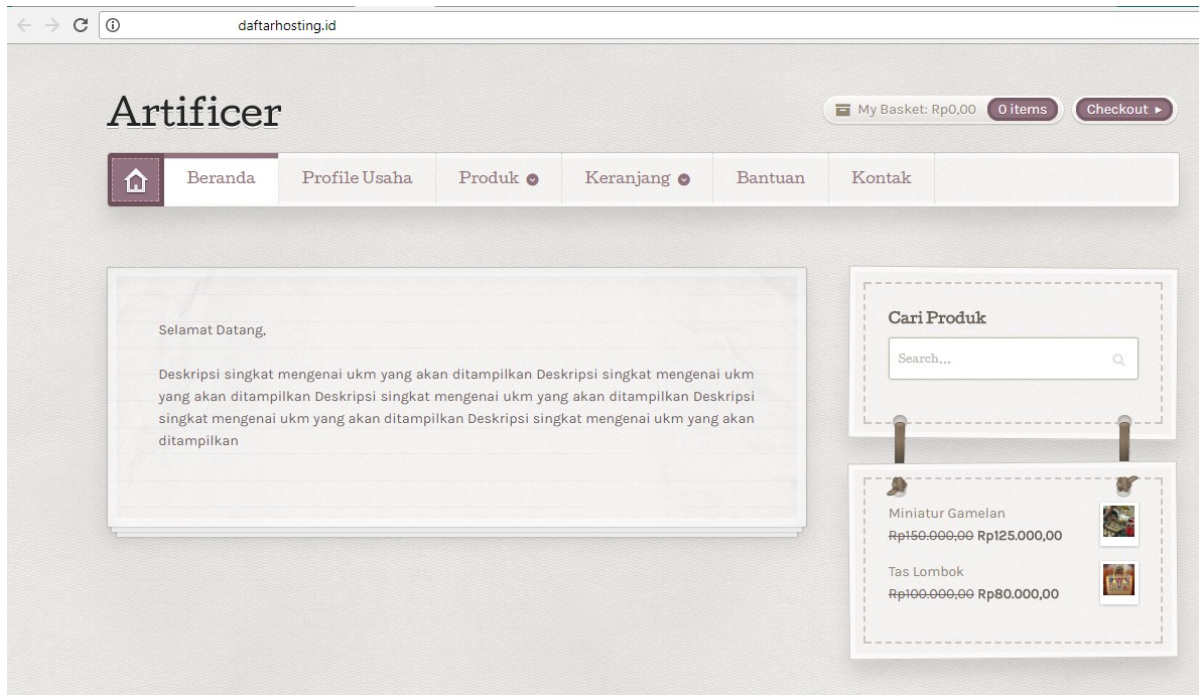 daftarhosting.id
Artificer
My Basket: Rp0,00 0 items Checkout ▸
Beranda Profile Usaha Produk Keranjang Bantuan Kontak
Selamat Datang,
Deskripsi singkat mengenai ukm yang akan ditampilkan Deskripsi singkat mengenai ukm
yang akan ditampilkan Deskripsi singkat mengenai ukm yang akan ditampilkan Deskripsi
singkat mengenai ukm yang akan ditampilkan Deskripsi singkat mengenai ukm yang akan
ditampilkan
Cari Produk
Search...
Miniatur Gamelan
Rp150.000,00 Rp125.000,00
Tas Lombok
Rp100.000,00 Rp80.000,00